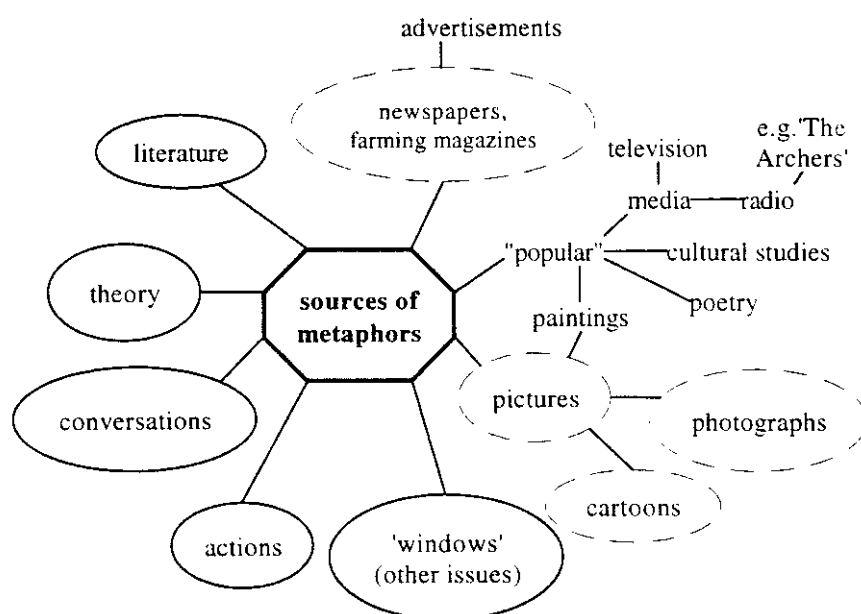 advertisements
newspapers,
farming magazines
literature
television
e.g.'The
Archers'
media
radio
"popular"
cultural studies
theory
sources of
metaphors
poetry
paintings
conversations
pictures
photographs
cartoons
actions
'windows'
(other issues)